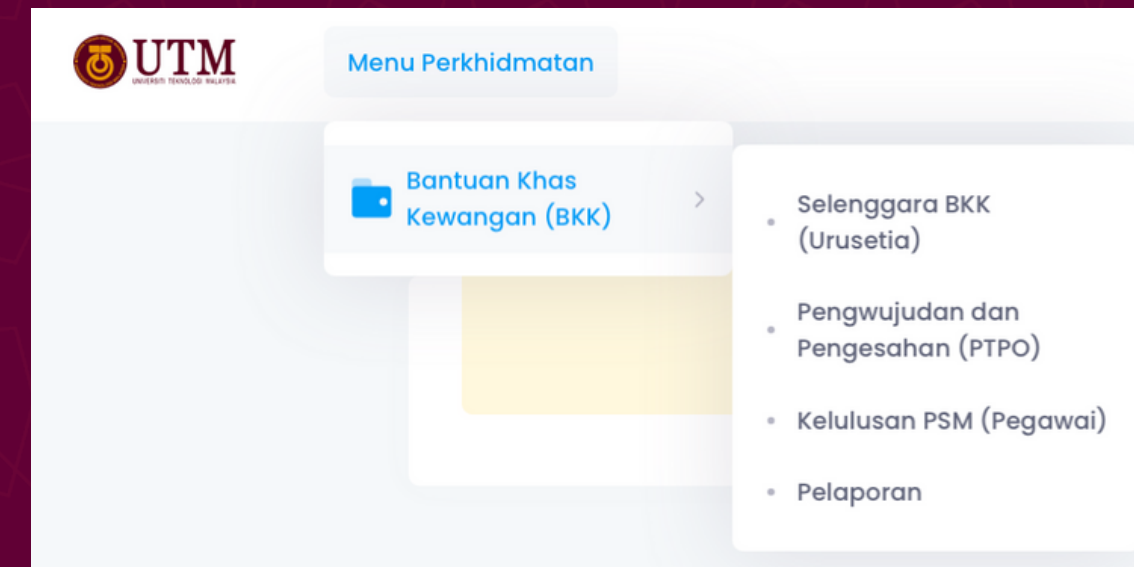 UTM
UNIVERSITI TEKNOLOGI MALAYSIA
Menu Perkhidmatan
Bantuan Khas
Kewangan (BKK)
Selenggara BKK
(Urusetia)
Pengwujudan dan
Pengesahan (PTPO)
Kelulusan PSM (Pegawai)
Pelaporan